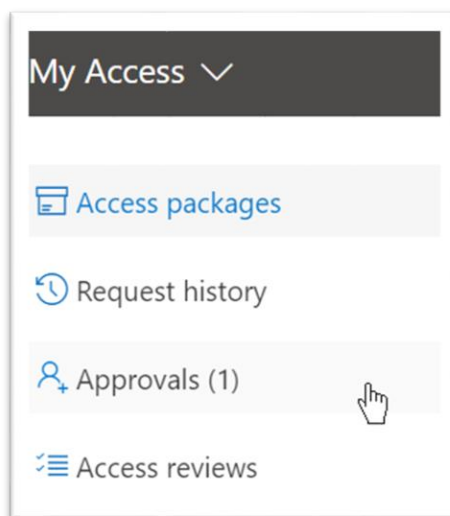 My Access
Access packages
Request history
Approvals (1)
Access reviews